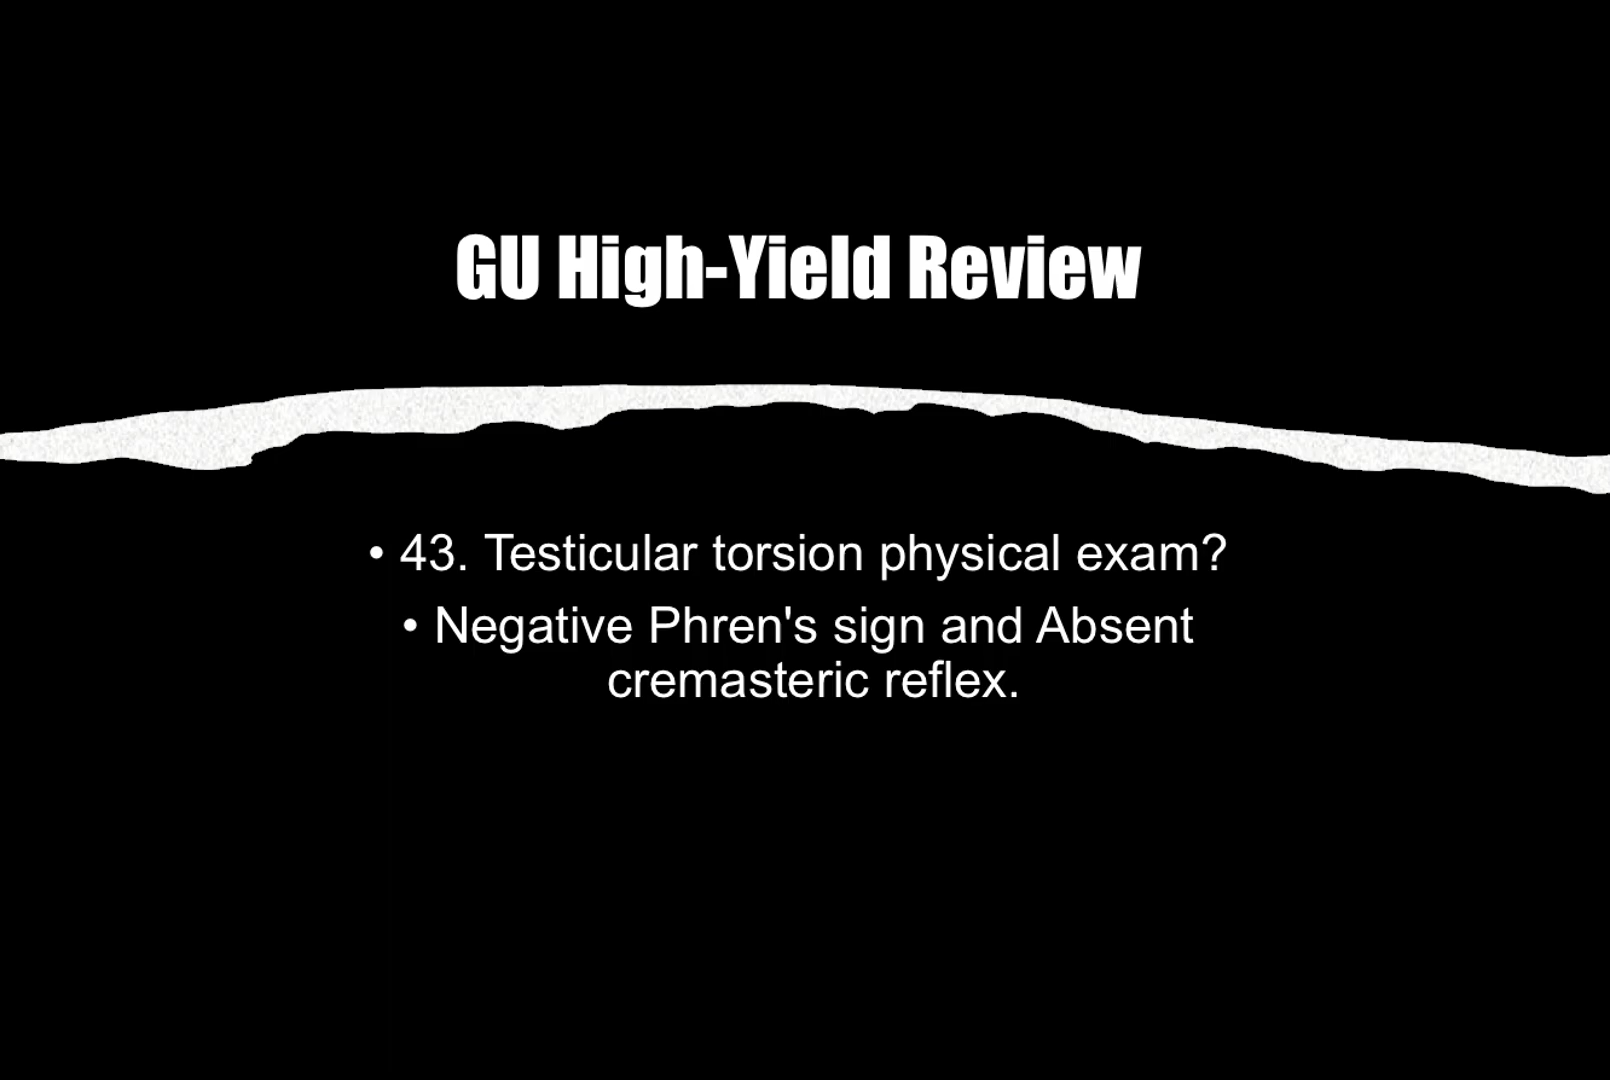 GU High-Yield Review
• 43. Testicular torsion physical exam?
• Negative Phren's sign and Absent
cremasteric reflex.